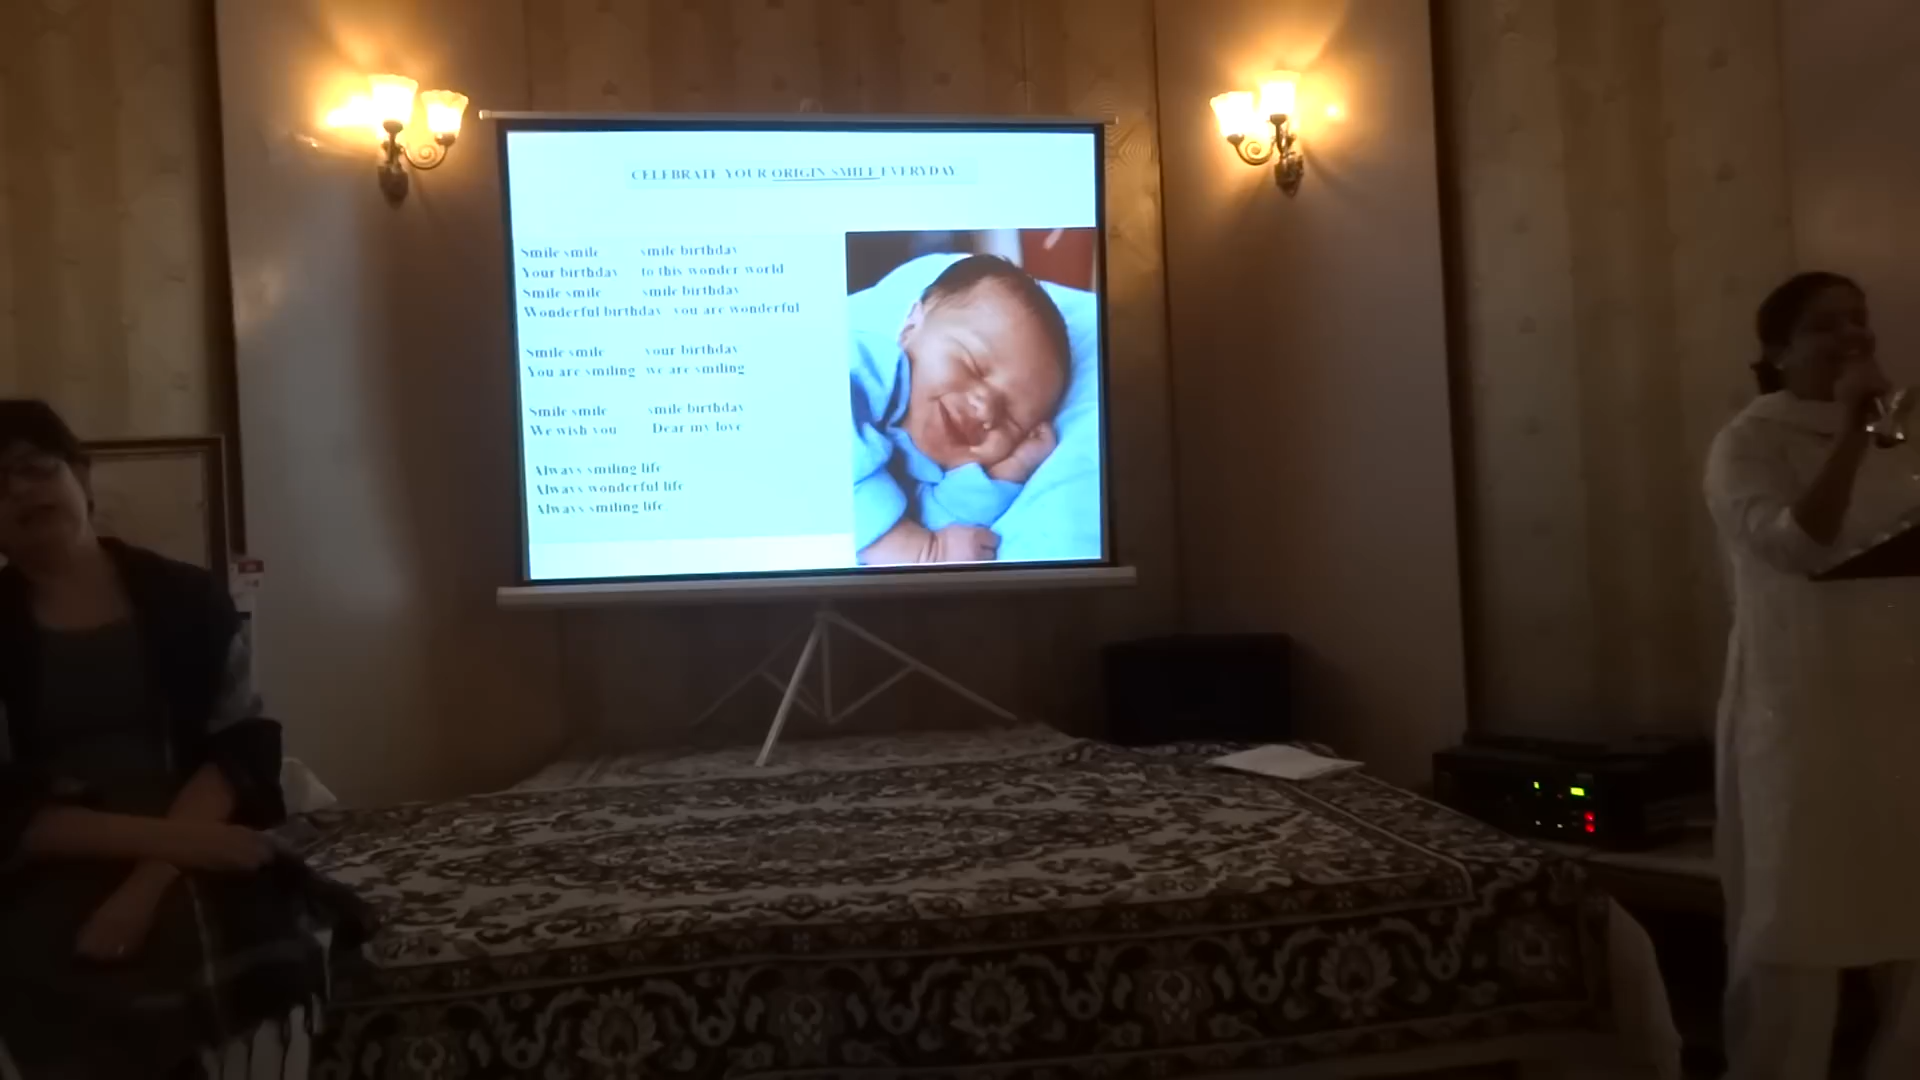 CELEBRATE YOUR ORIGIN SMILE EVERYDAY
Smile smile smile birthday
Your birthday to this wonder world
Smile smile smile birthday
Wonderful birthday you are wonderful
Smile smile your birthday
You are smiling we are smiling
Smile smile smile birthday
We wish you Dear my love
Always smiling life
Always wonderful life
Always smiling life